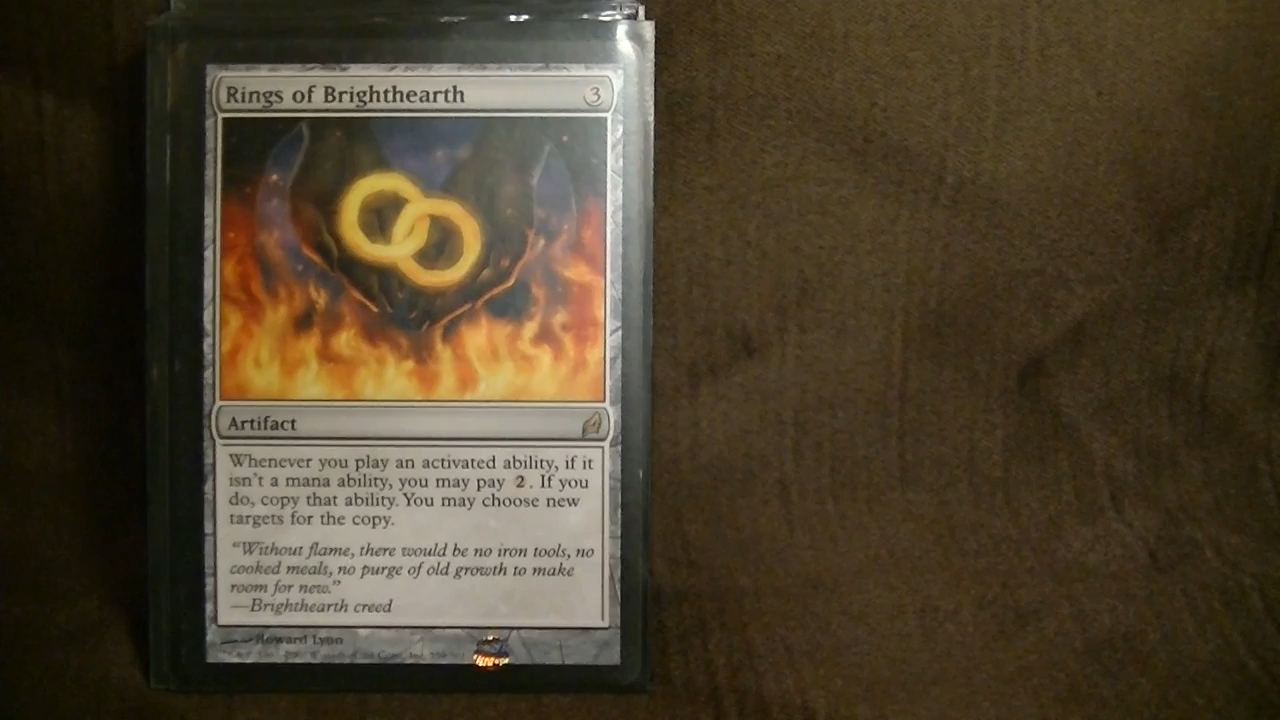 Rings of Brighthearth 3
Artifact
Whenever you play an activated ability, if it
isn't a mana ability, you may pay 2. If you
do, copy that ability. You may choose new
targets for the copy.
"Without flame, there would be no iron tools, no
cooked meals, no purge of old growth to make
room for new."
—Brighthearth creed
Howard Lyon